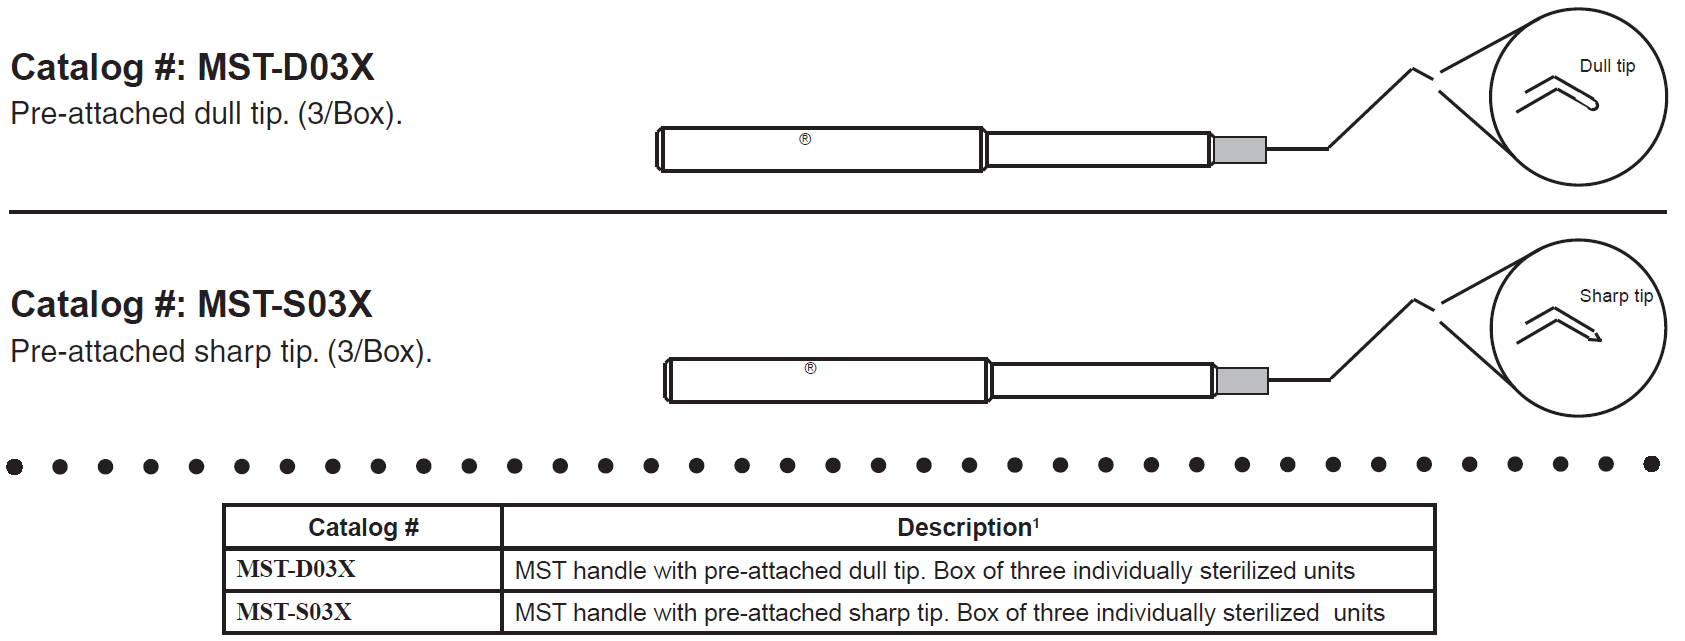 Catalog #: MST-D03X
Pre-attached dull tip. (3/Box).
®
Dull tip
Catalog #: MST-S03X
Pre-attached sharp tip. (3/Box).
®
Sharp tip
Catalog # Description¹
MST-D03X MST handle with pre-attached dull tip. Box of three individually sterilized units
MST-S03X MST handle with pre-attached sharp tip. Box of three individually sterilized units